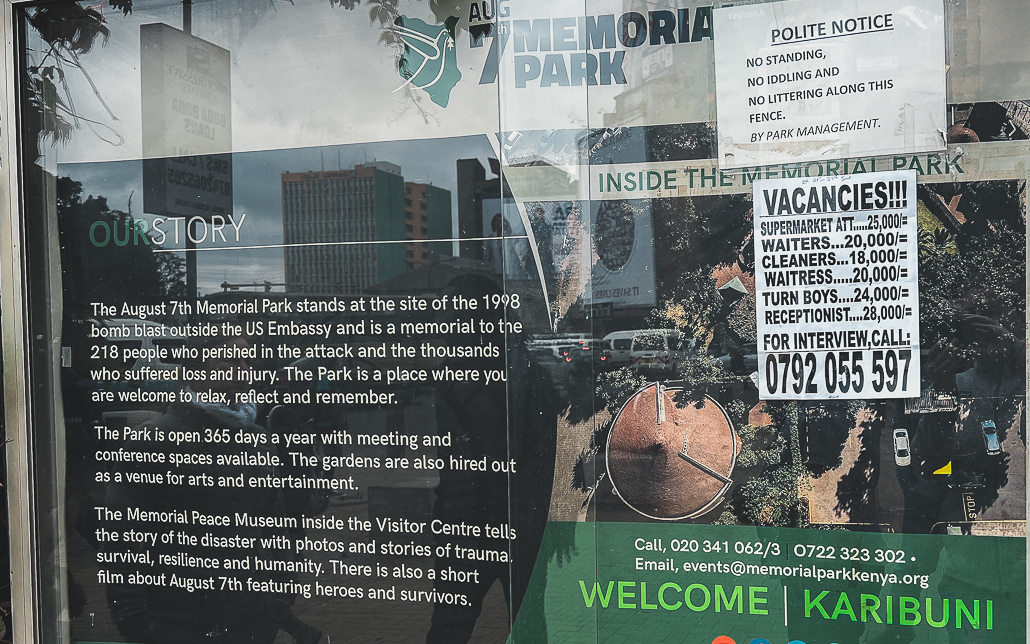 AUG
7th MEMORIAL
PARK
POLITE NOTICE
NO STANDING,
NO IDDLING AND
NO LITTERING ALONG THIS
FENCE.
BY PARK MANAGEMENT.
INSIDE THE MEMORIAL PARK
VACANCIES!!!
SUPERMARKET ATT.....25,000/=
WAITERS...20,000/=
CLEANERS...18,000/=
WAITRESS....20,000/=
TURN BOYS....24,000/=
RECEPTIONIST...28,000/=
FOR INTERVIEW,CALL:
0792 055 597
OURSTORY
The August 7th Memorial Park stands at the site of the 1998
bomb blast outside the US Embassy and is a memorial to the
218 people who perished in the attack and the thousands
who suffered loss and injury. The Park is a place where you
are welcome to relax, reflect and remember.
The Park is open 365 days a year with meeting and
conference spaces available. The gardens are also hired out
as a venue for arts and entertainment.
The Memorial Peace Museum inside the Visitor Centre tells
the story of the disaster with photos and stories of trauma,
survival, resilience and humanity. There is also a short
film about August 7th featuring heroes and survivors.
STOP
Call, 020 341 062/3 | 0722 323 302 •
Email, events@memorialparkkenya.org
WELCOME | KARIBUNI